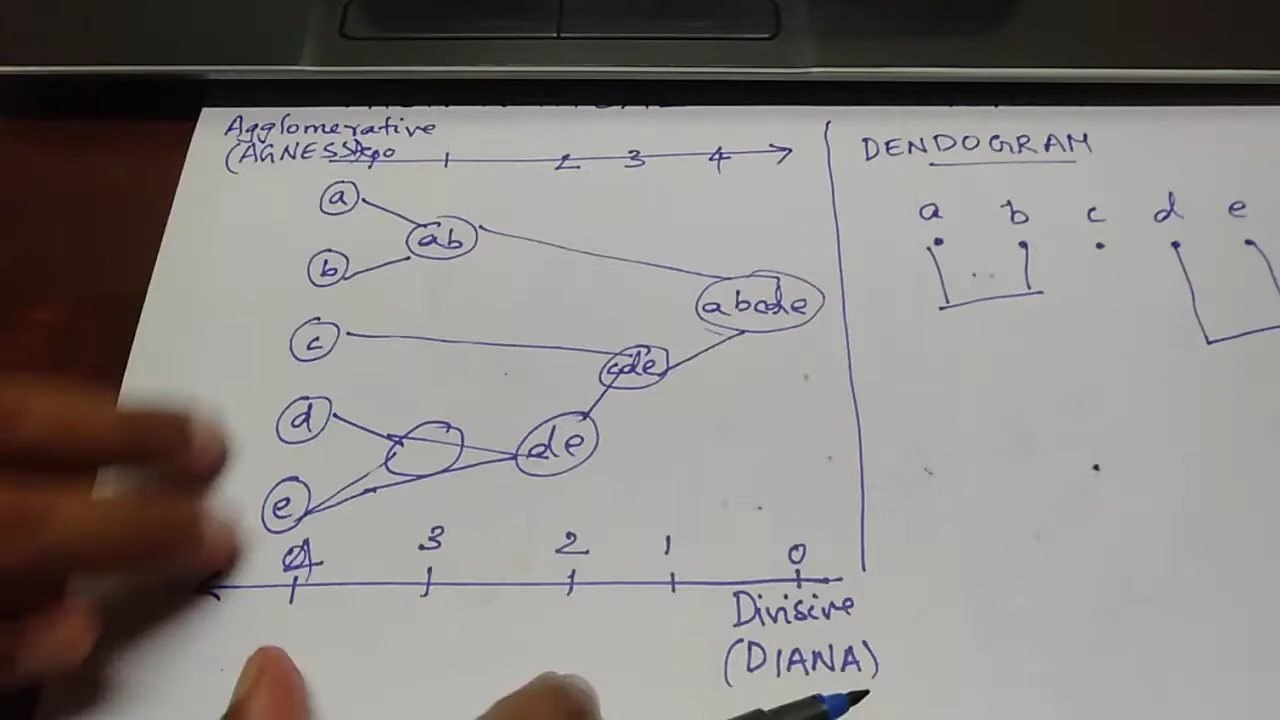 Agglomerative
(AGNES)
1 2 3 4
a
ab
b
abcde
c
cde
d
de
e
3 2 1 0
Divisive
(DIANA)
DENDOGRAM
a b c d e